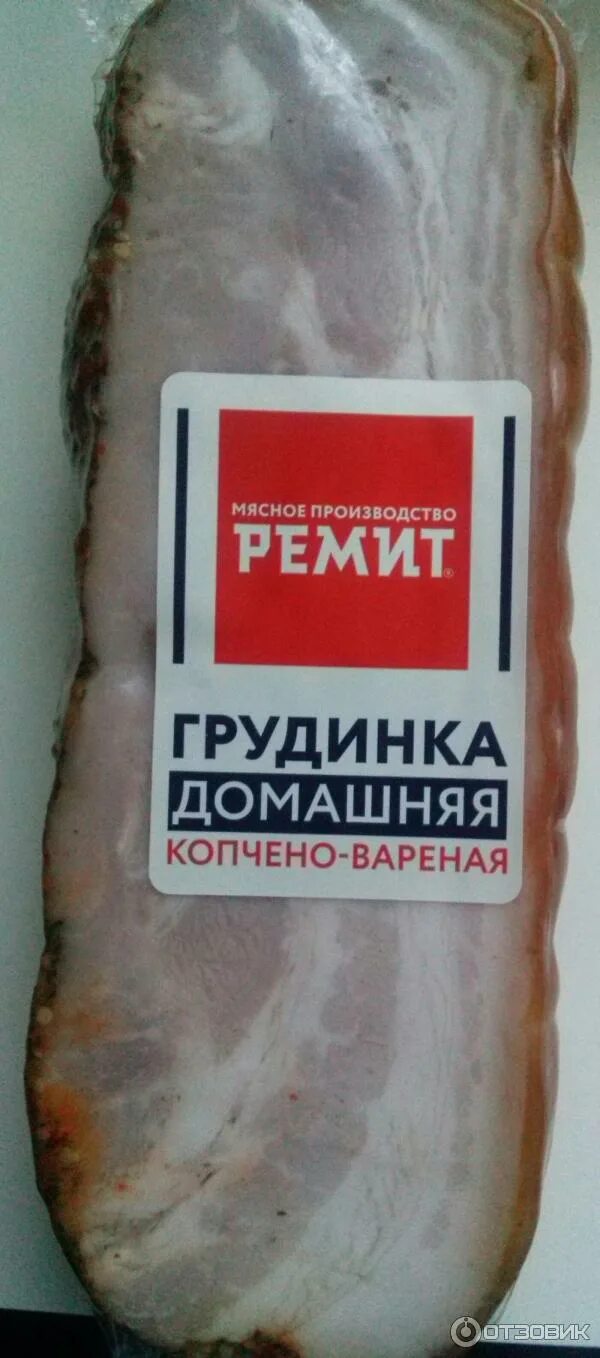 МЯСНОЕ ПРОИЗВОДСТВО
РЕМИТ®
ГРУДИНКА
ДОМАШНЯЯ
КОПЧЕНО-ВАРЕНАЯ
ОТЗОВИК